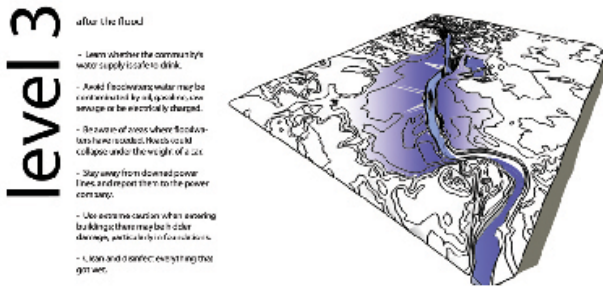 level 3
after the flood
- Learn whether the community's
water supply is safe to drink.
- Avoid floodwaters; water may be
contaminated by oil, gasoline, raw
sewage or be electrically charged.
- Be aware of areas where floodwa-
ters have receded. Roads could
collapse under the weight of a car.
- Stay away from downed power
lines, and report them to the power
company.
- Use extreme caution when entering
buildings; there may be hidden
damage, particularly in foundations.
- Clean and disinfect everything that
got wet.